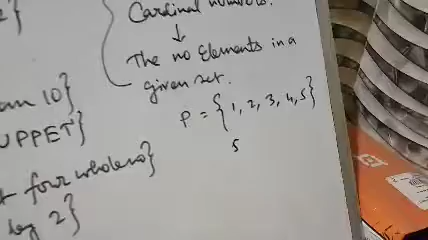 Cardinal numbers.
↓
The no Elements in a
given set.
P = {1, 2, 3, 4, 5}
5
10}
UPPET}
four wholeno}
by 2}